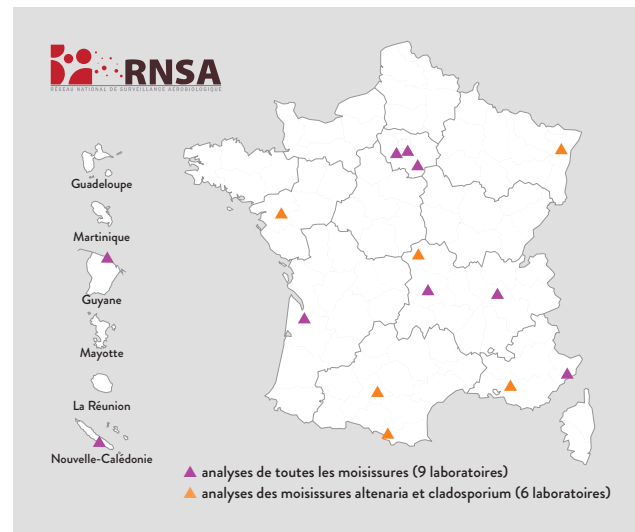 RNSA
RÉSEAU NATIONAL DE SURVEILLANCE AÉROBIOLOGIQUE
Guadeloupe
Martinique
Guyane
Mayotte
La Réunion
Nouvelle-Calédonie
analyses de toutes les moisissures (9 laboratoires)
analyses des moisissures altenaria et cladosporium (6 laboratoires)